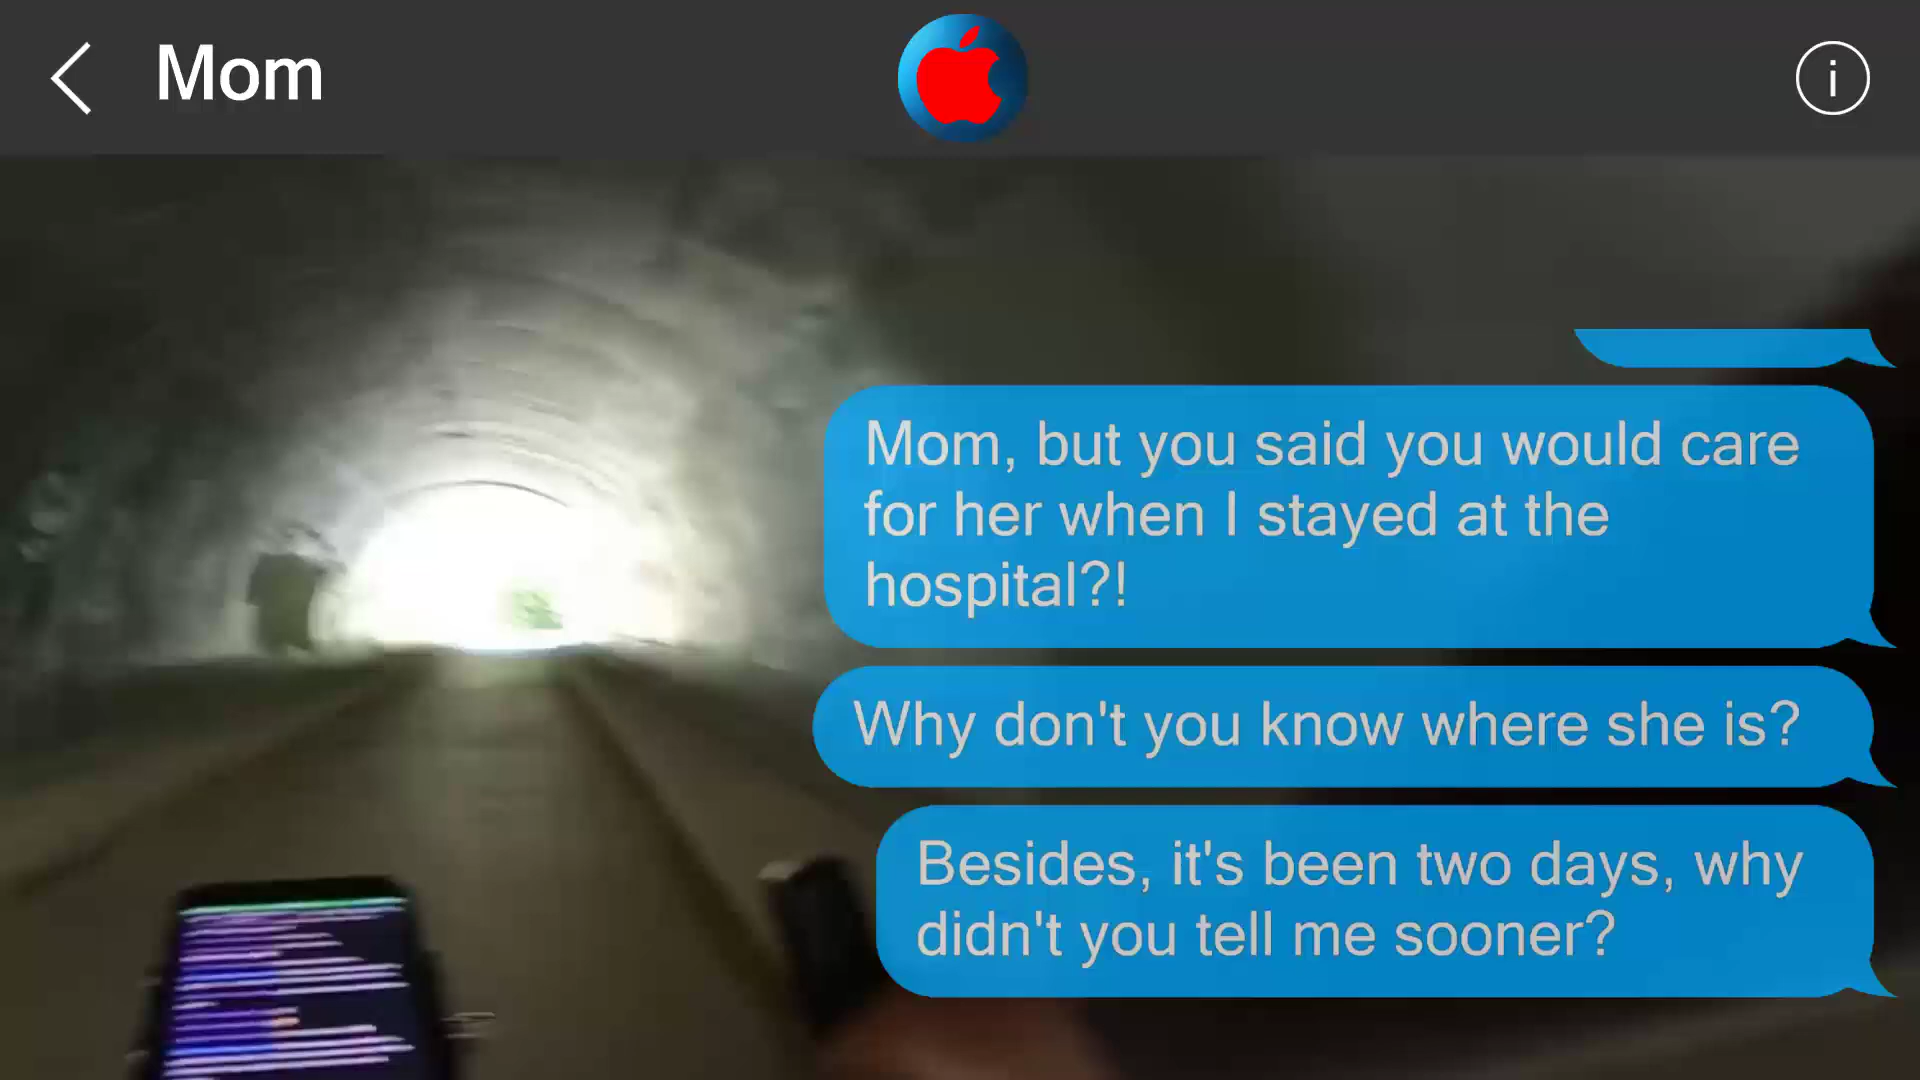 Mom
Mom, but you said you would care
for her when I stayed at the
hospital?!
Why don't you know where she is?
Besides, it's been two days, why
didn't you tell me sooner?